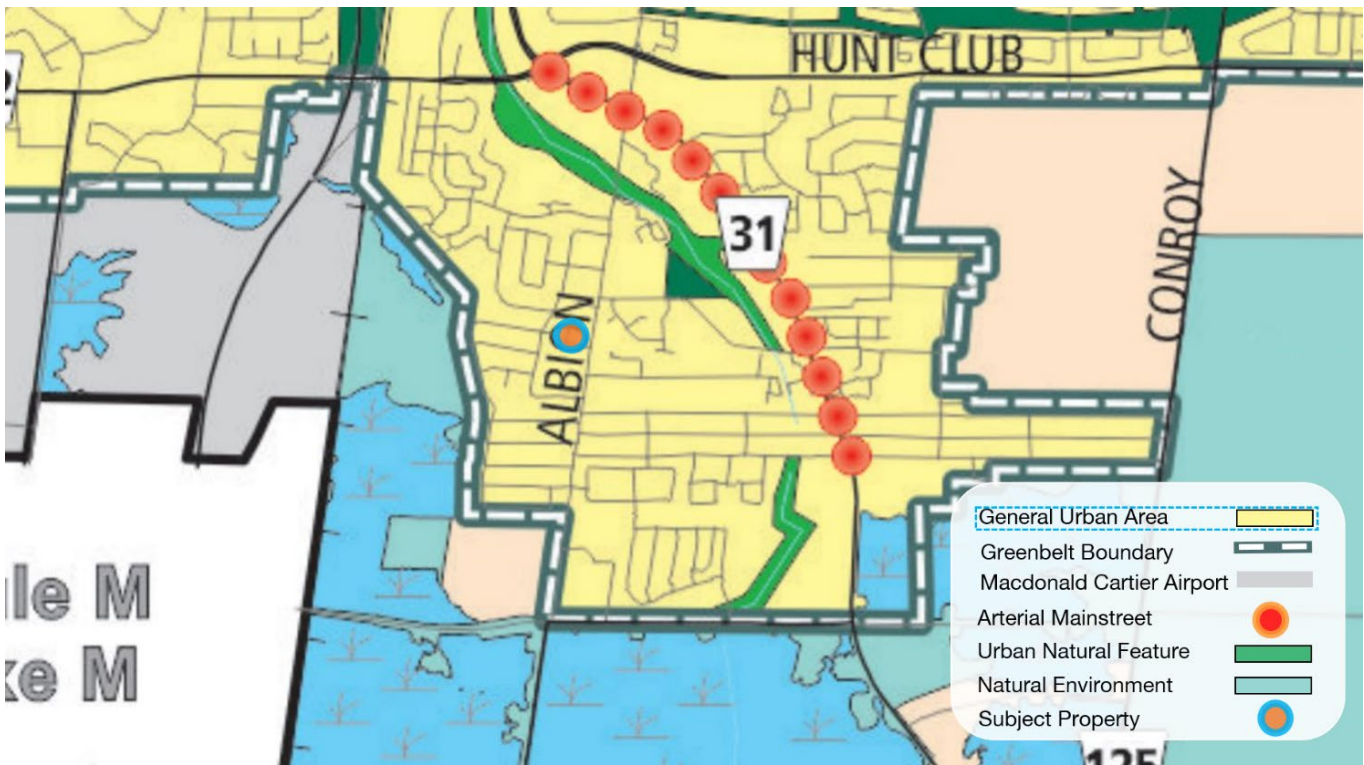 HUNT CLUB
31
CONROY
ALBION
le M
ke M
General Urban Area
Greenbelt Boundary
Macdonald Cartier Airport
Arterial Mainstreet
Urban Natural Feature
Natural Environment
Subject Property
125